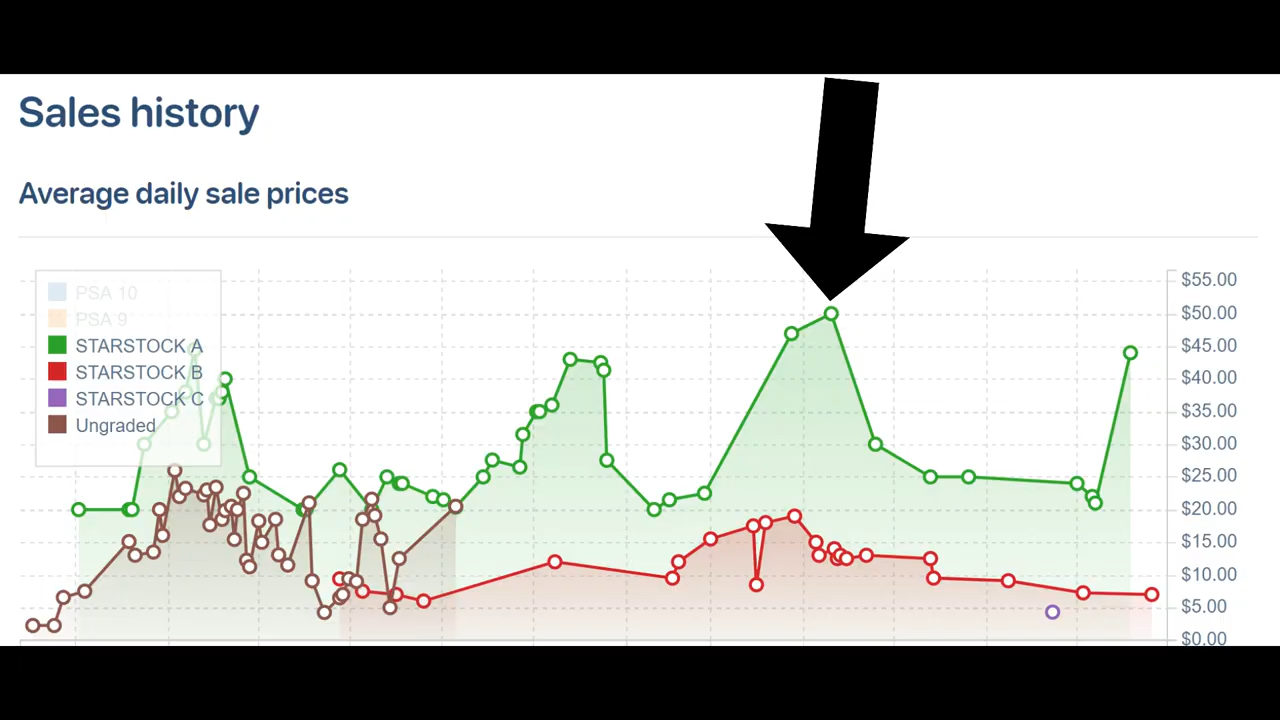 Sales history
Average daily sale prices
PSA 10
PSA 9
STARSTOCK A
STARSTOCK B
STARSTOCK C
Ungraded
$55.00
$50.00
$45.00
$40.00
$35.00
$30.00
$25.00
$20.00
$15.00
$10.00
$5.00
$0.00